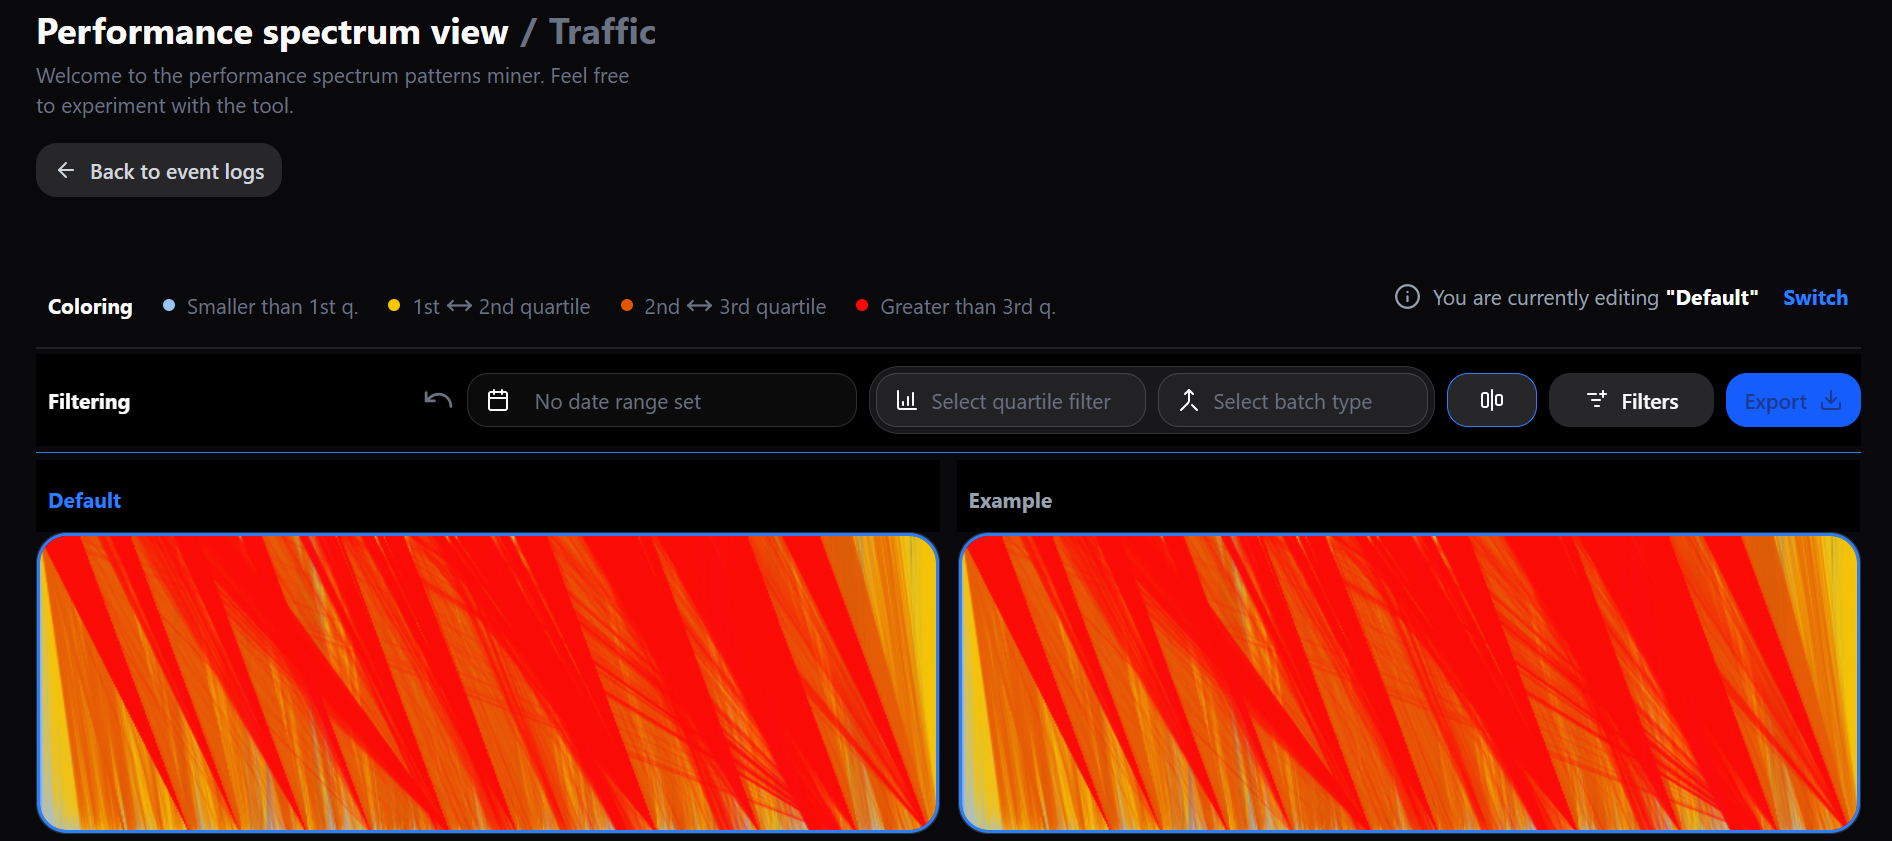 Performance spectrum view / Traffic
Welcome to the performance spectrum patterns miner. Feel free
to experiment with the tool.
Back to event logs
Coloring Smaller than 1st q. 1st ↔ 2nd quartile 2nd ↔ 3rd quartile Greater than 3rd q. You are currently editing "Default" Switch
Filtering No date range set Select quartile filter Select batch type Filters Export
Default Example